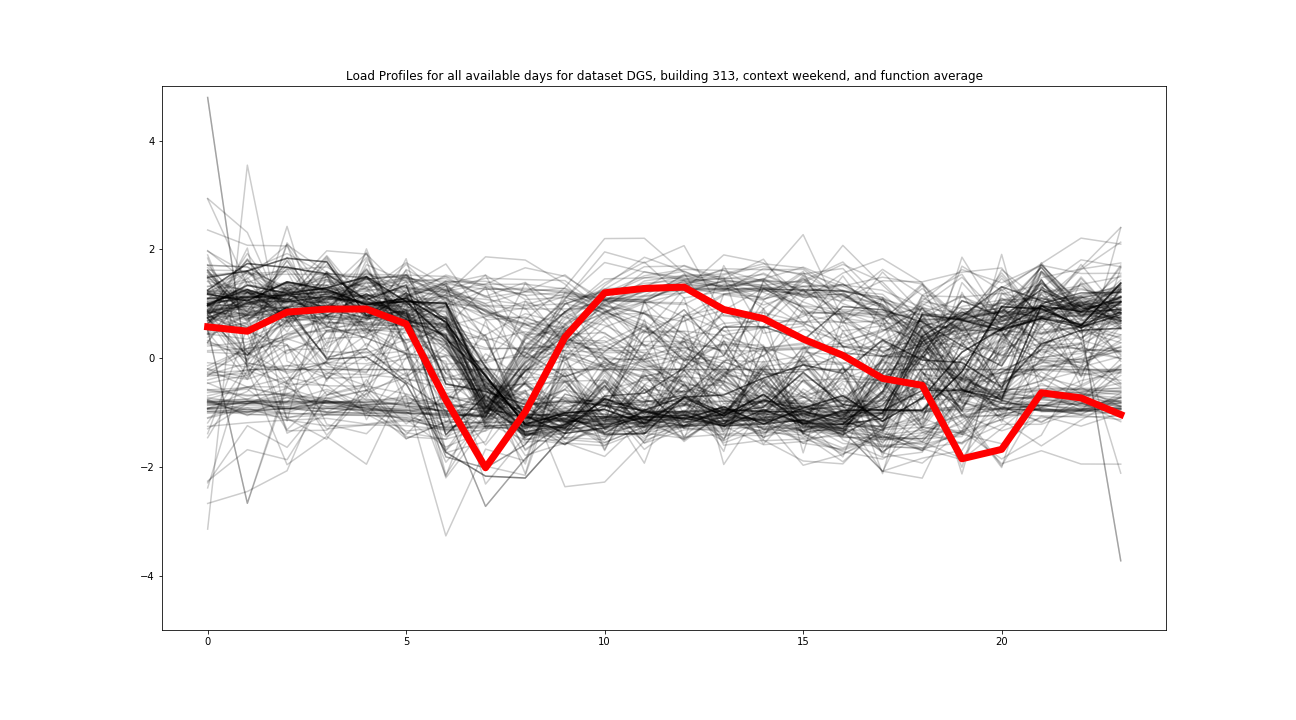 Load Profiles for all available days for dataset DGS, building 313, context weekend, and function average
4
2
0
−2
−4
0 5 10 15 20